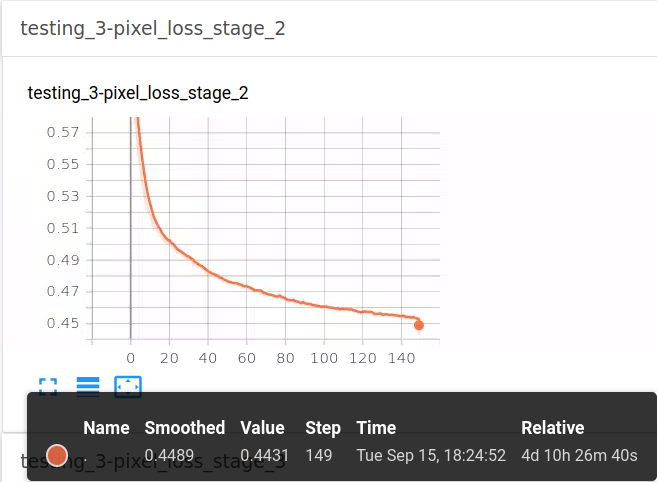 testing_3-pixel_loss_stage_2
testing_3-pixel_loss_stage_2
0.57
0.55
0.53
0.51
0.49
0.47
0.45
0 20 40 60 80 100 120 140
Name Smoothed Value Step Time Relative
. 0.4489 0.4431 149 Tue Sep 15, 18:24:52 4d 10h 26m 40s
testing_3-pixel_loss_stage_3